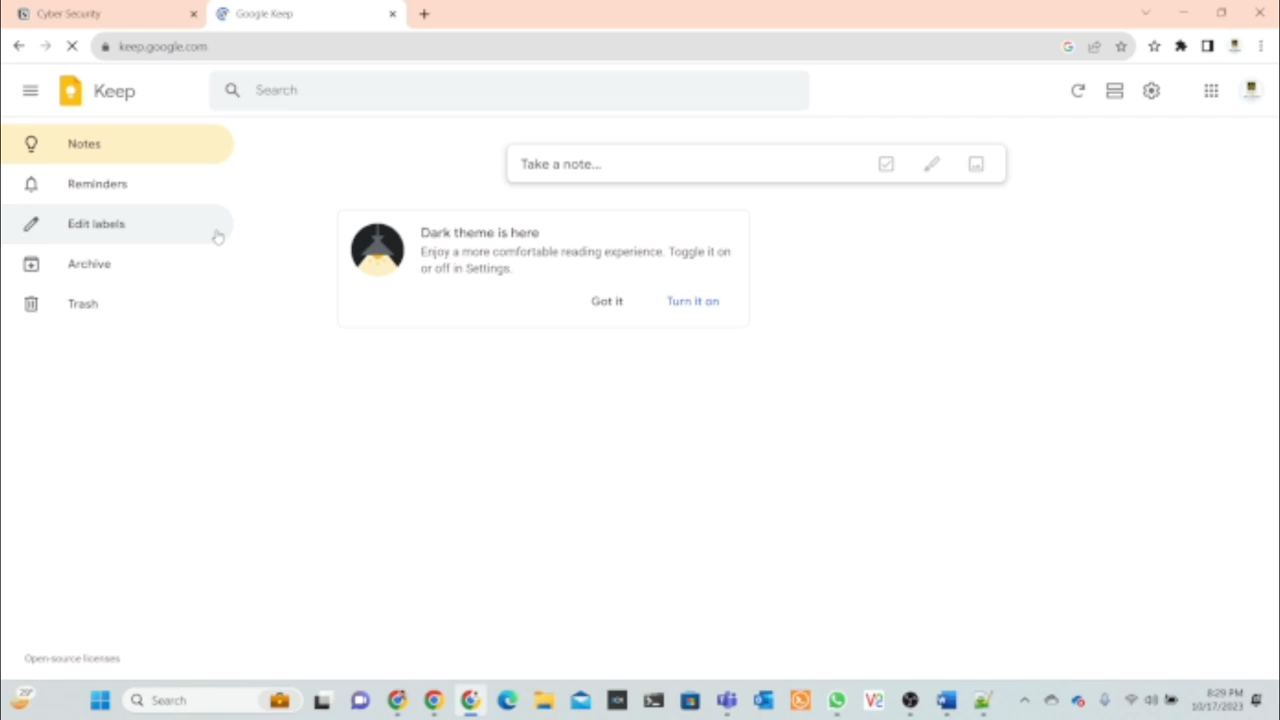 Cyber Security
Google Keep
keep.google.com
Keep
Search
Notes
Take a note...
Reminders
Edit labels
Dark theme is here
Enjoy a more comfortable reading experience. Toggle it on
or off in Settings.
Archive
Got it
Turn it on
Trash
Open-source licenses
29°
Search
V2
8:29 PM
10/17/2023